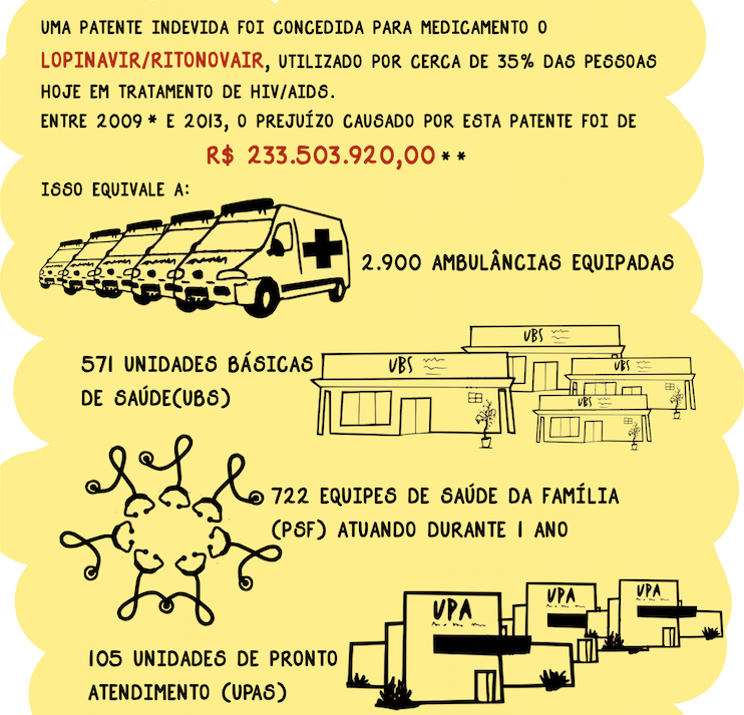 UMA PATENTE INDEVIDA FOI CONCEDIDA PARA MEDICAMENTO O
LOPINAVIR/RITONOVAIR, UTILIZADO POR CERCA DE 35% DAS PESSOAS
HOJE EM TRATAMENTO DE HIV/AIDS.
ENTRE 2009* E 2013, O PREJUÍZO CAUSADO POR ESTA PATENTE FOI DE
R$ 233.503.920,00**
ISSO EQUIVALE A:
2.900 AMBULÂNCIAS EQUIPADAS
571 UNIDADES BÁSICAS
DE SAÚDE(UBS)
UBS
UBS
UBS
UBS
722 EQUIPES DE SAÚDE DA FAMÍLIA
(PSF) ATUANDO DURANTE 1 ANO
UPA
UPA
UPA
105 UNIDADES DE PRONTO
ATENDIMENTO (UPAS)